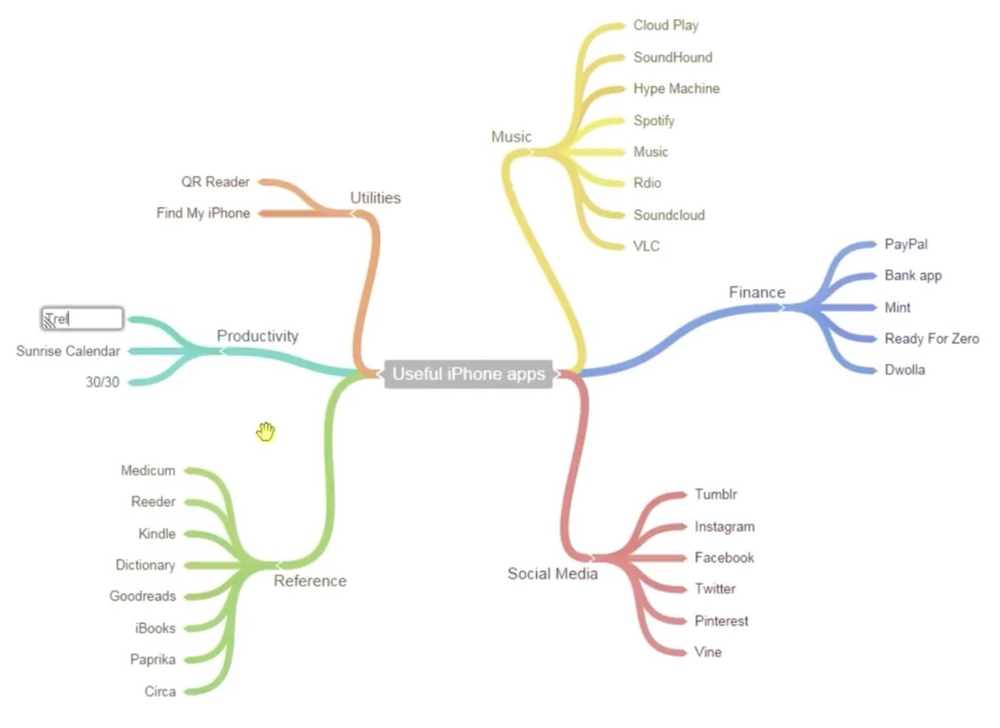 Useful iPhone apps
Music
Cloud Play
SoundHound
Hype Machine
Spotify
Music
Rdio
Soundcloud
VLC
Finance
PayPal
Bank app
Mint
Ready For Zero
Dwolla
Social Media
Tumblr
Instagram
Facebook
Twitter
Pinterest
Vine
Utilities
QR Reader
Find My iPhone
Productivity
Trel
Sunrise Calendar
30/30
Reference
Medicum
Reeder
Kindle
Dictionary
Goodreads
iBooks
Paprika
Circa